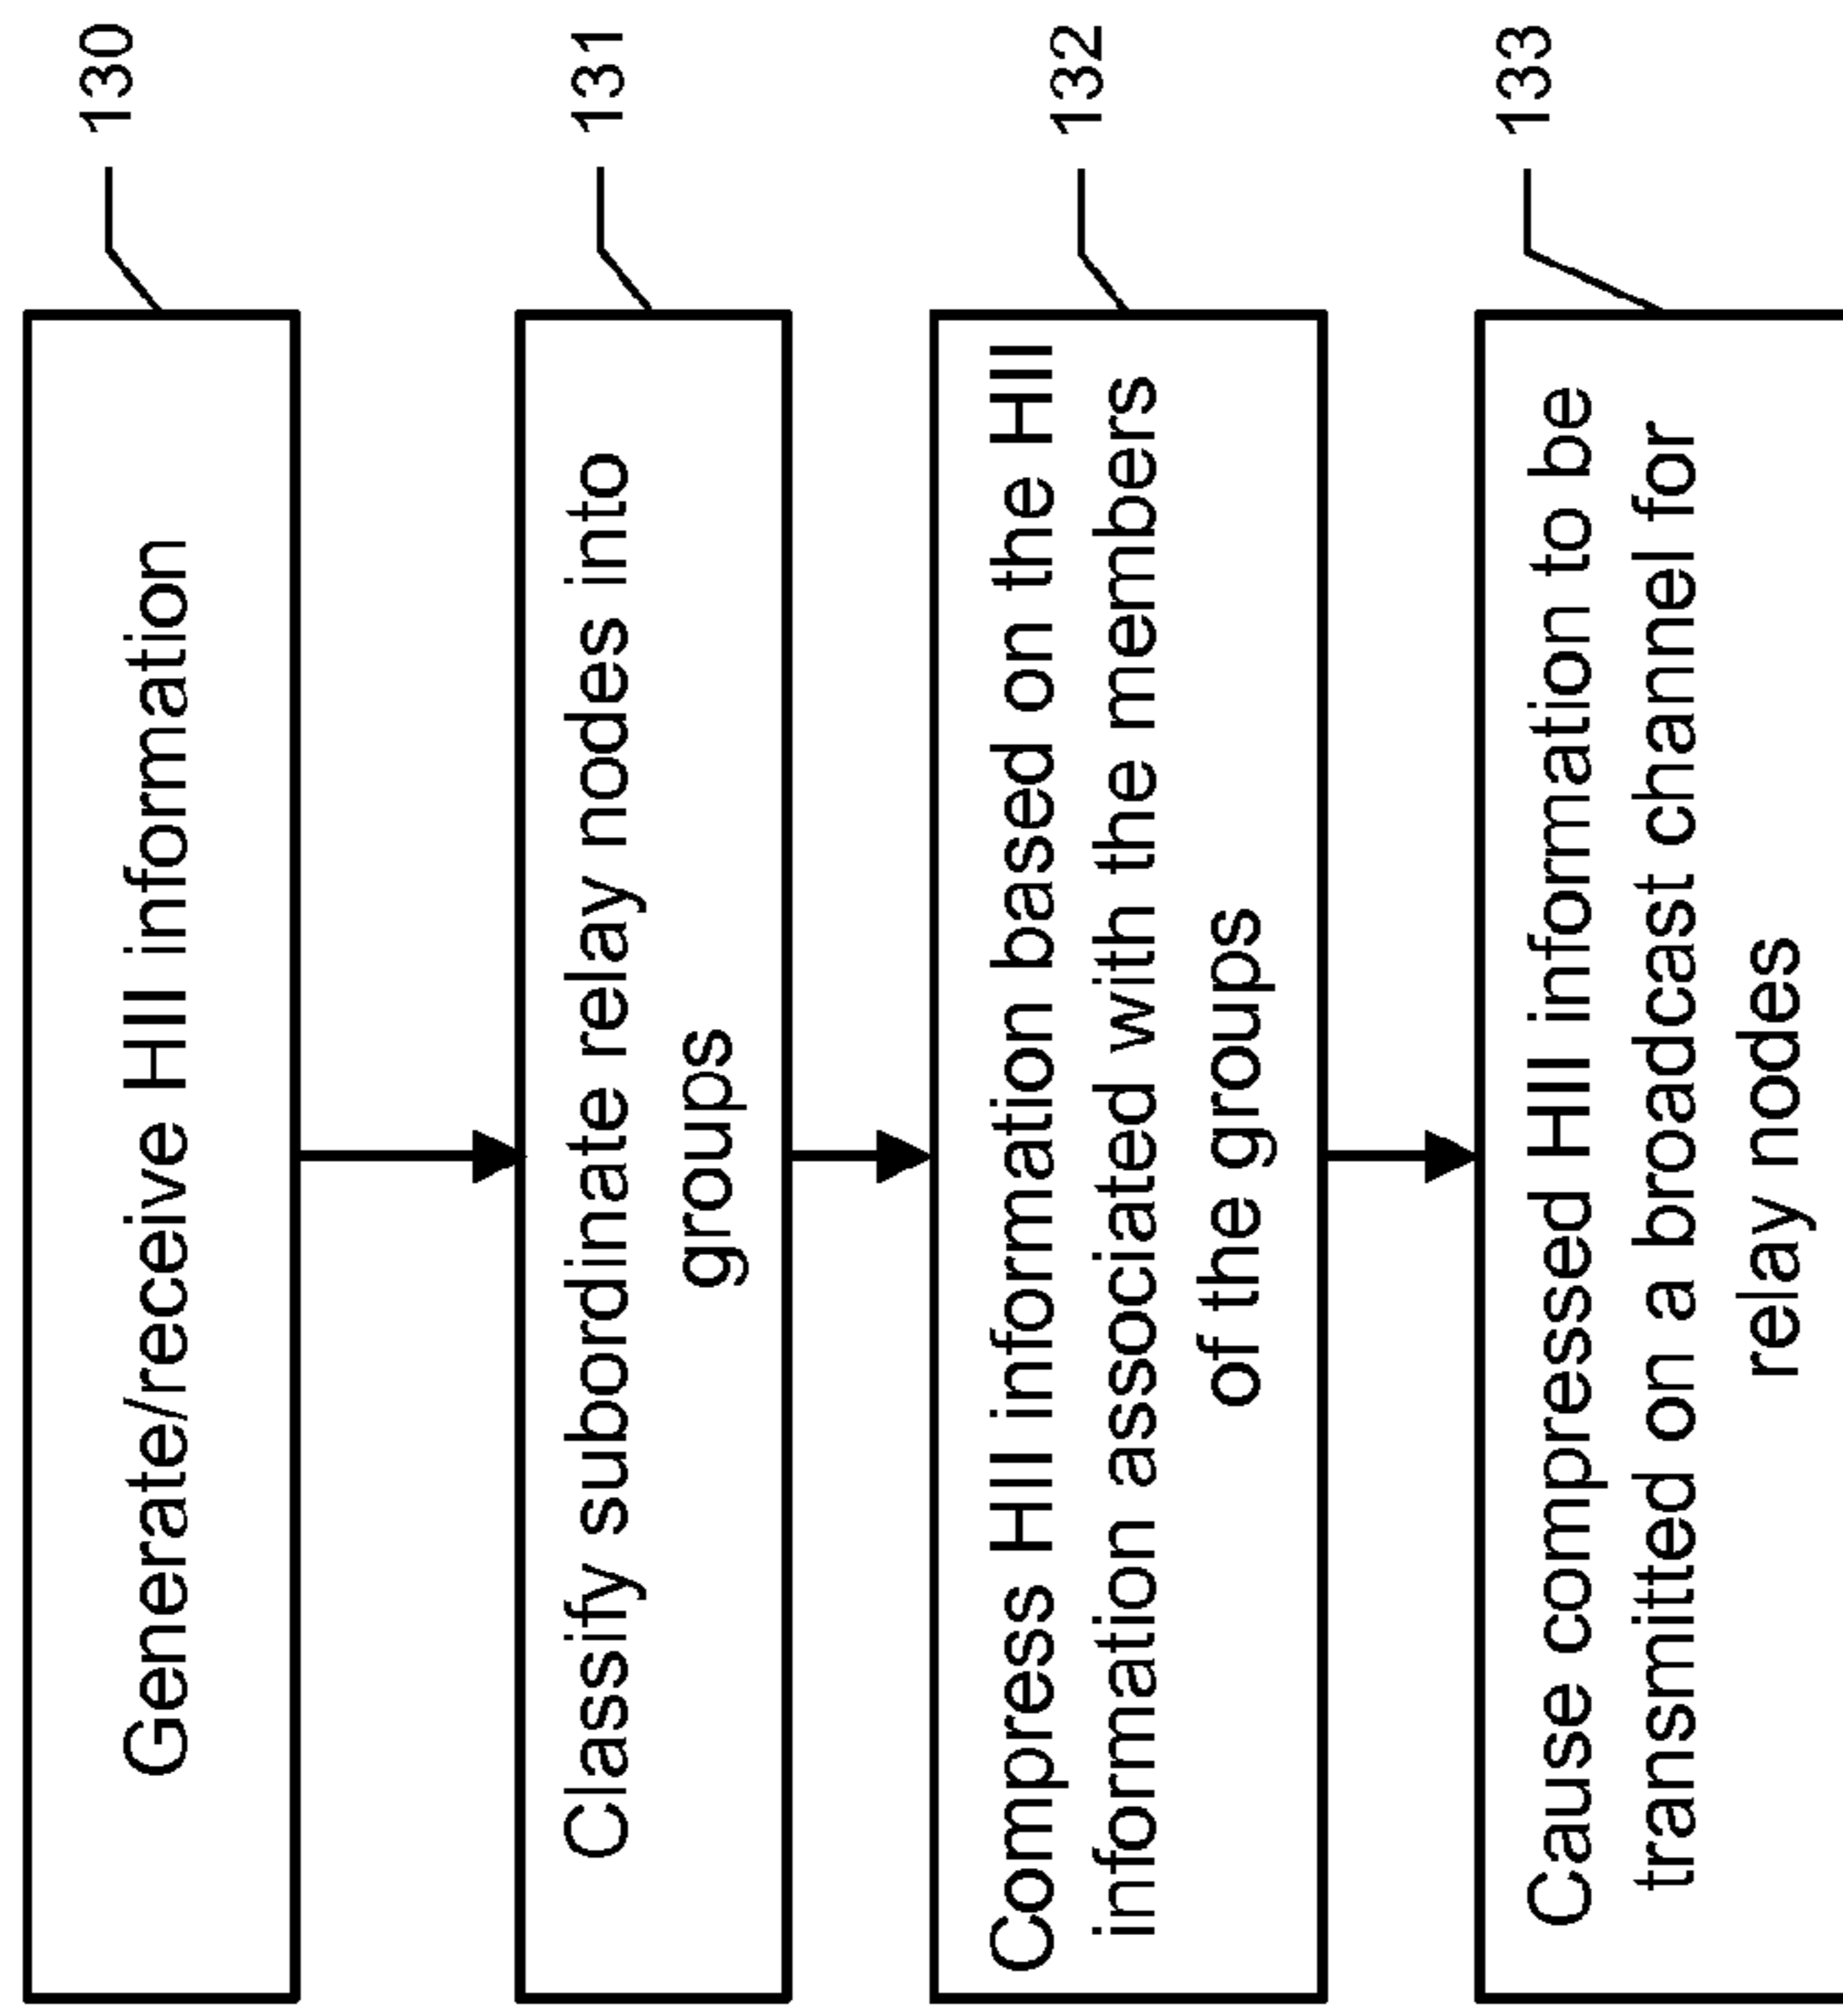 Generate/receive HII information
130
Classify subordinate relay nodes into
groups
131
Compress HII information based on the HII
information associated with the members
of the groups
132
Cause compressed HII information to be
transmitted on a broadcast channel for
relay nodes
133